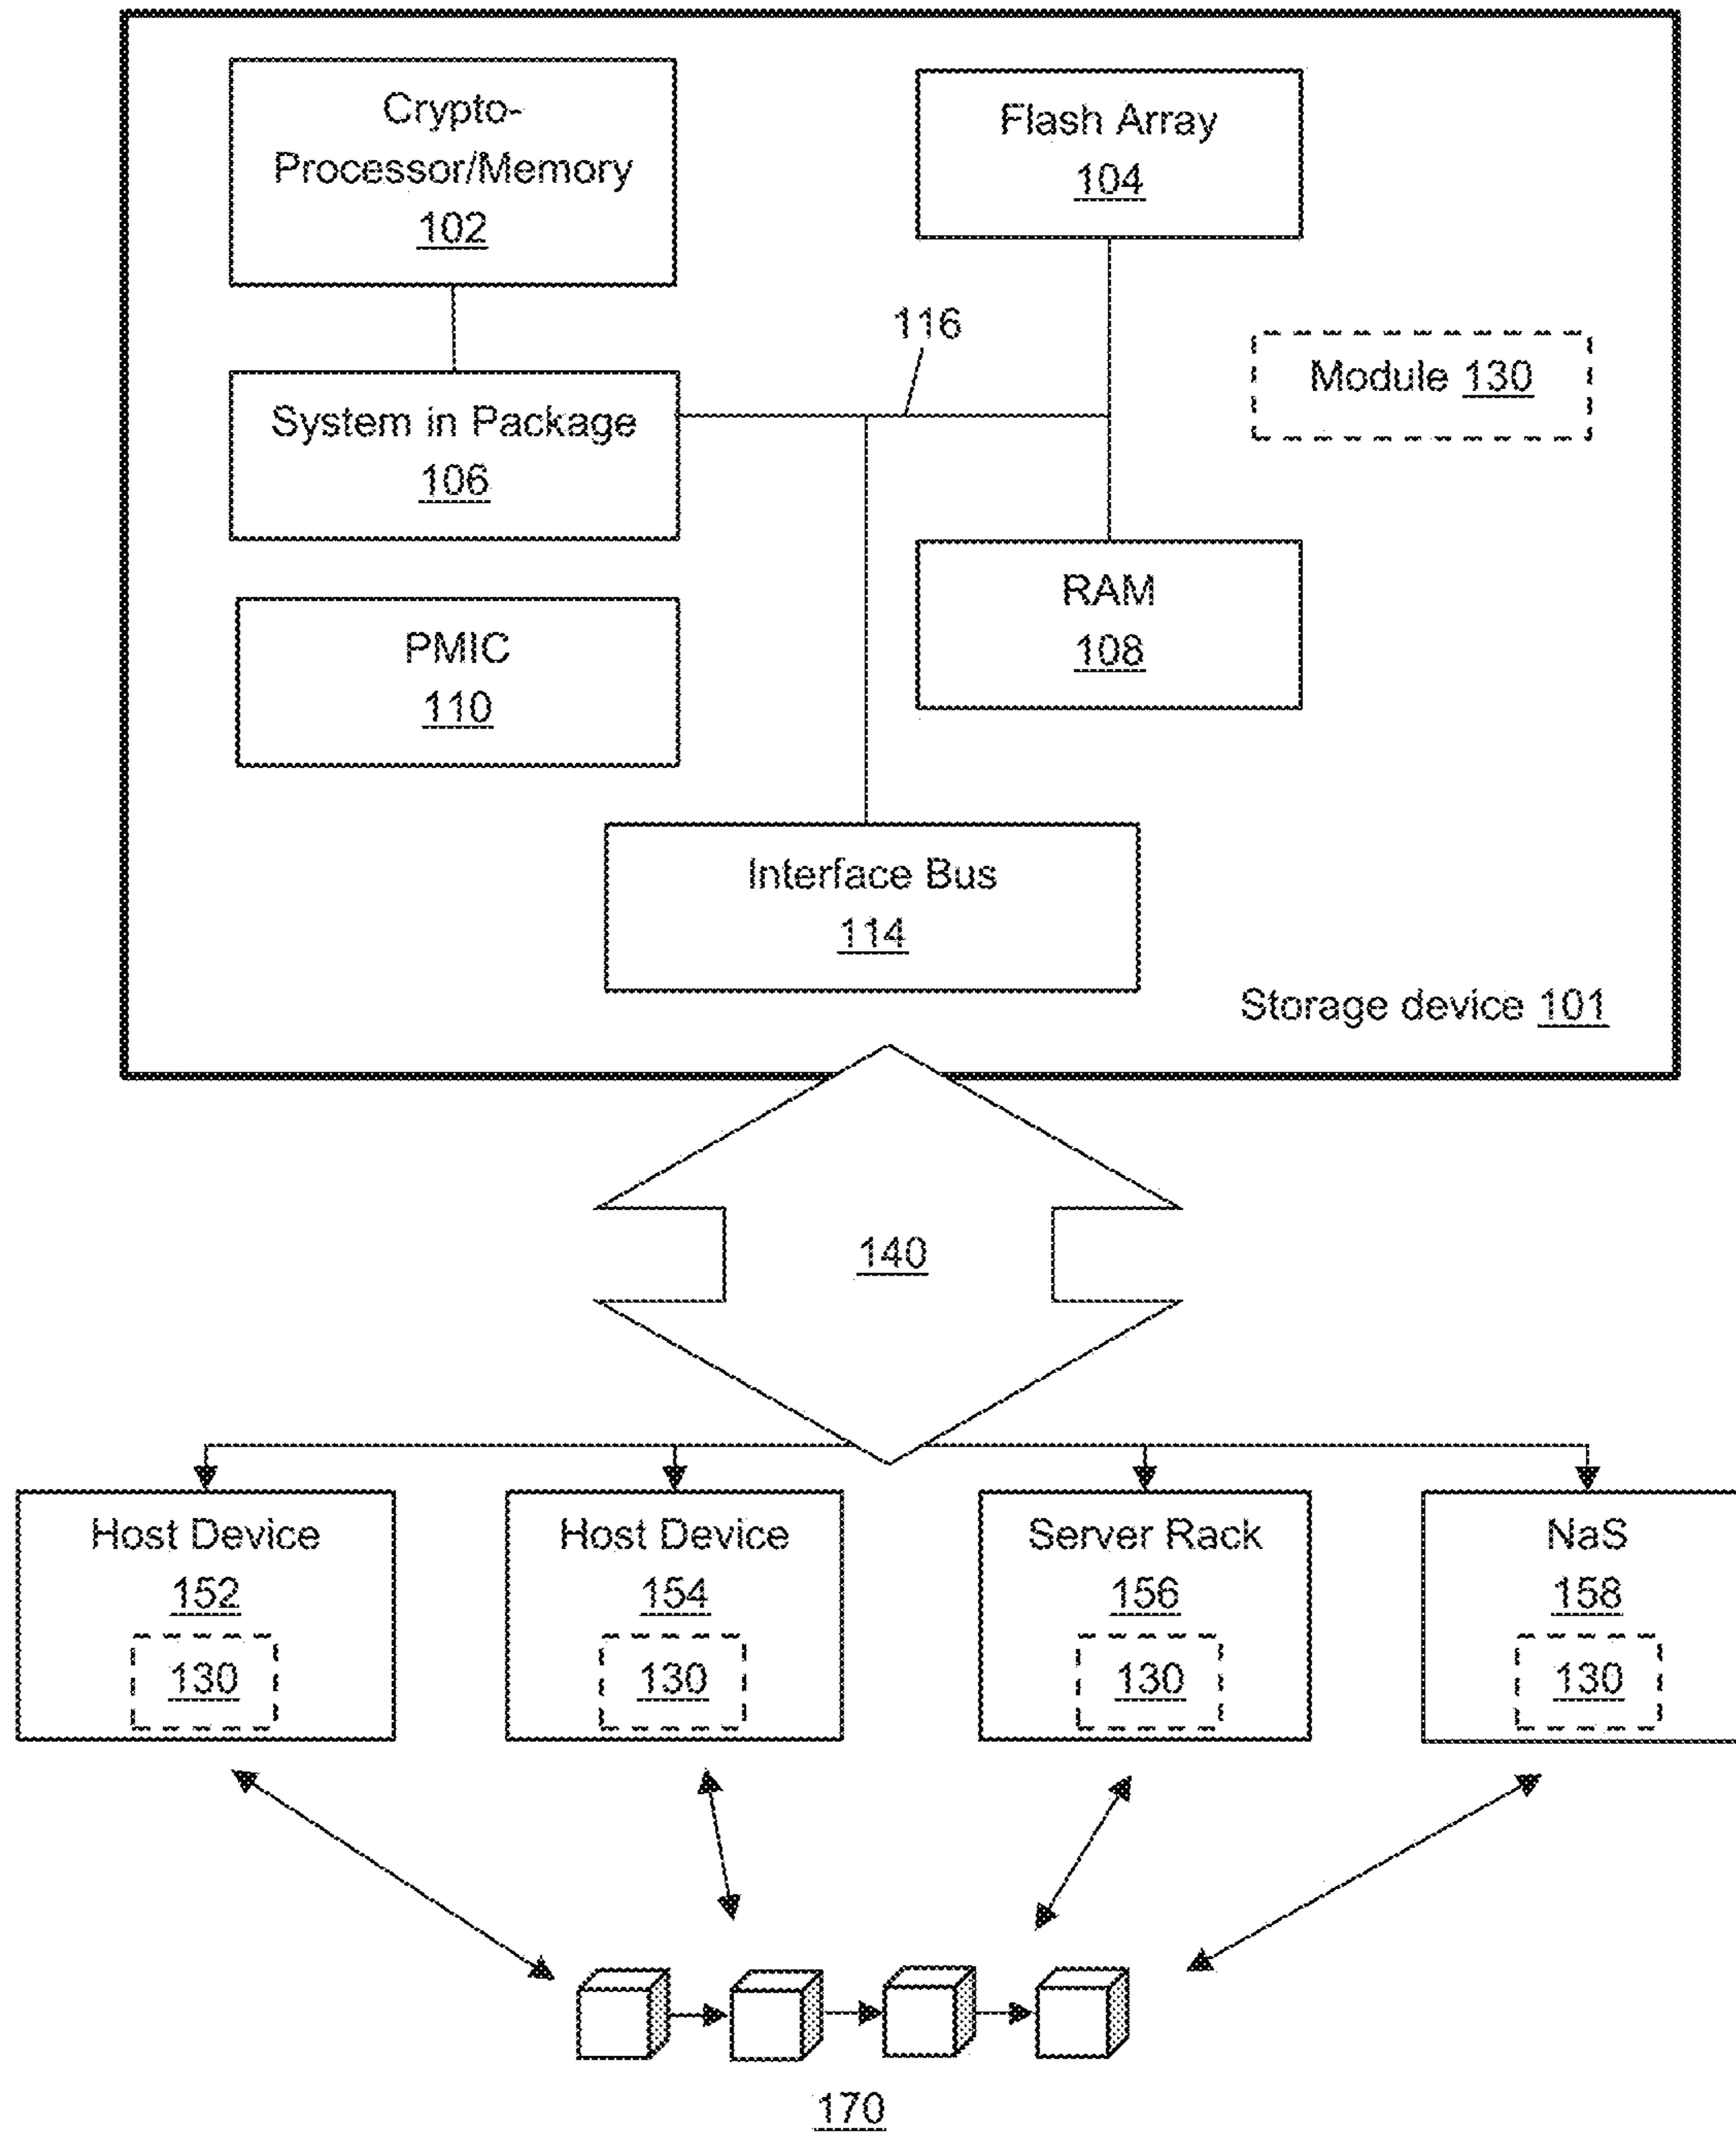 Crypto-
Processor/Memory
102
Flash Array
104
116
Module 130
System in Package
106
RAM
108
PMIC
110
Interface Bus
114
Storage device 101
140
Host Device
152
130
Host Device
154
130
Server Rack
156
130
NaS
158
130
170